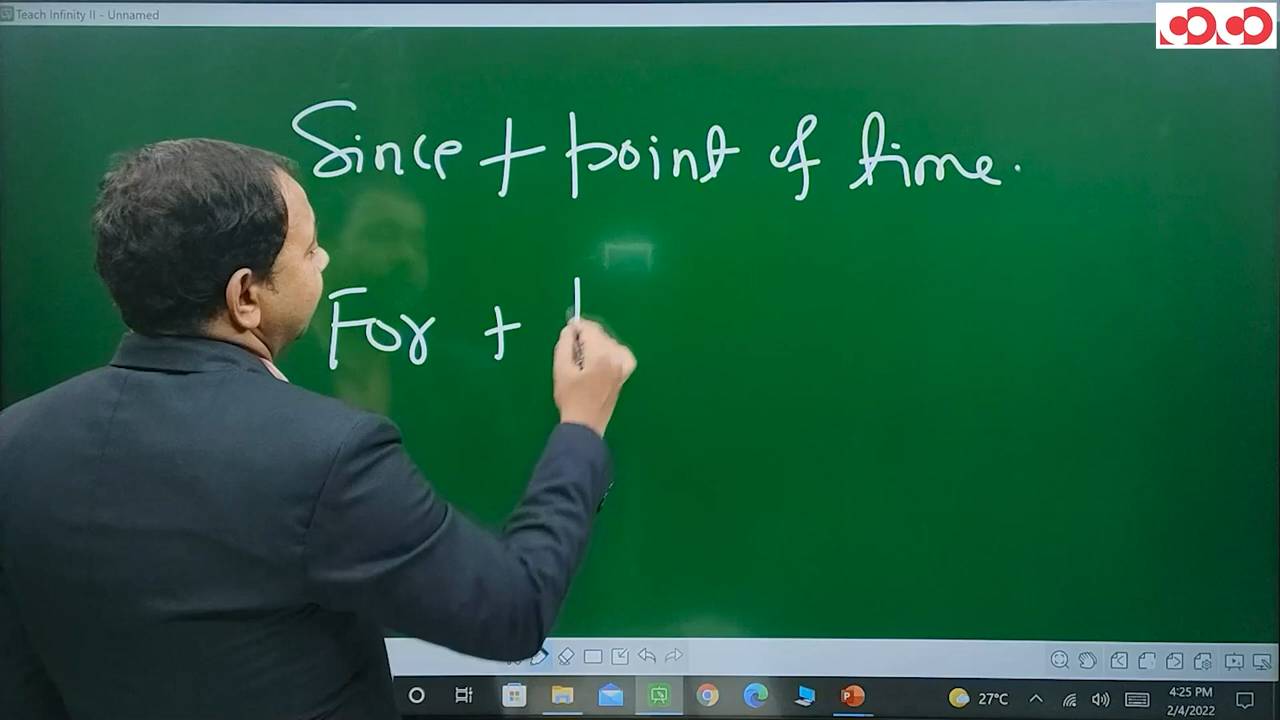 Teach Infinity II - Unnamed
Since + point of time.
For +
27°C
4:25 PM
2/4/2022